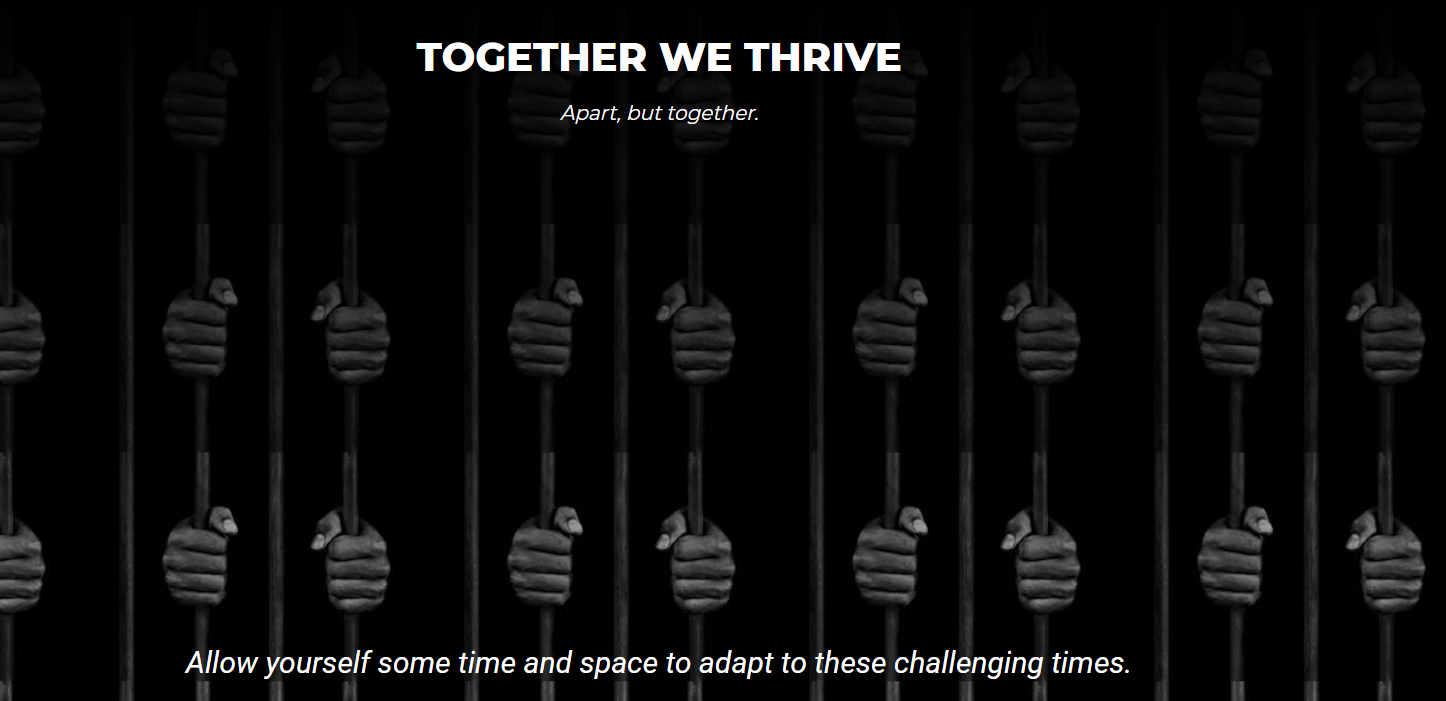 TOGETHER WE THRIVE
Apart, but together.
Allow yourself some time and space to adapt to these challenging times.